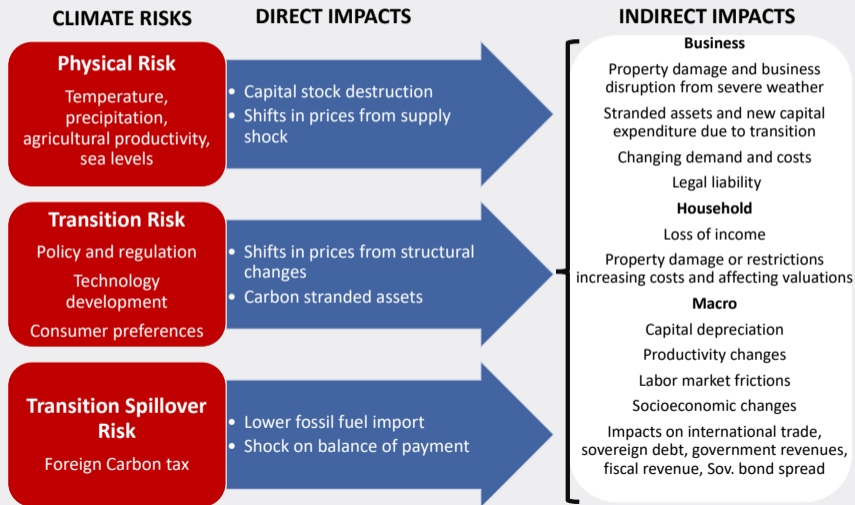 CLIMATE RISKS
DIRECT IMPACTS
INDIRECT IMPACTS
Physical Risk
Temperature,
precipitation,
agricultural productivity,
sea levels
• Capital stock destruction
• Shifts in prices from supply
shock
Transition Risk
Policy and regulation
Technology
development
Consumer preferences
• Shifts in prices from structural
changes
• Carbon stranded assets
Transition Spillover
Risk
Foreign Carbon tax
• Lower fossil fuel import
• Shock on balance of payment
Business
Property damage and business
disruption from severe weather
Stranded assets and new capital
expenditure due to transition
Changing demand and costs
Legal liability
Household
Loss of income
Property damage or restrictions
increasing costs and affecting valuations
Macro
Capital depreciation
Productivity changes
Labor market frictions
Socioeconomic changes
Impacts on international trade,
sovereign debt, government revenues,
fiscal revenue, Sov. bond spread